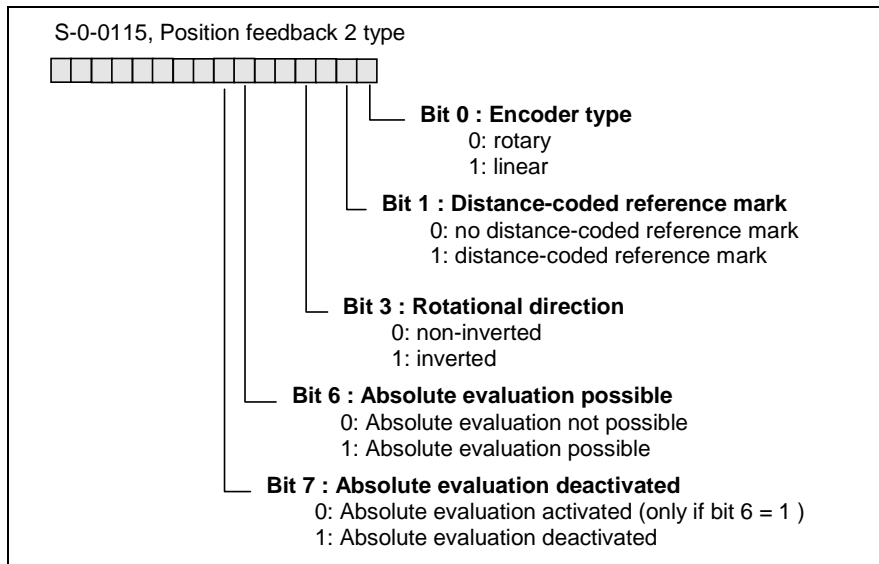 S-0-0115, Position feedback 2 type
Bit 0 : Encoder type
0: rotary
1: linear
Bit 1 : Distance-coded reference mark
0: no distance-coded reference mark
1: distance-coded reference mark
Bit 3 : Rotational direction
0: non-inverted
1: inverted
Bit 6 : Absolute evaluation possible
0: Absolute evaluation not possible
1: Absolute evaluation possible
Bit 7 : Absolute evaluation deactivated
0: Absolute evaluation activated (only if bit 6 = 1 )
1: Absolute evaluation deactivated